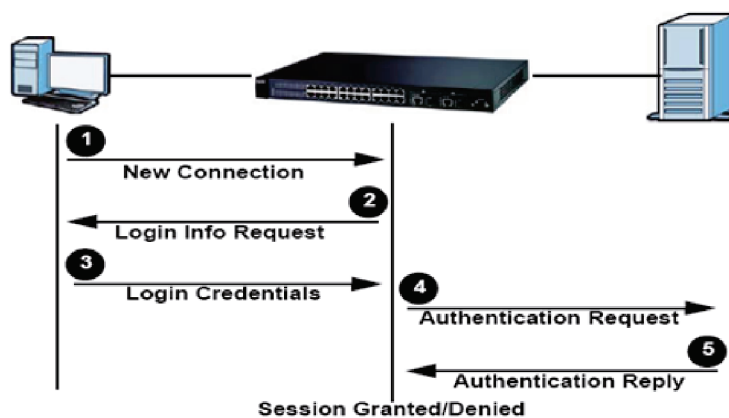 1
New Connection
2
Login Info Request
3
Login Credentials
4
Authentication Request
5
Authentication Reply
Session Granted/Denied